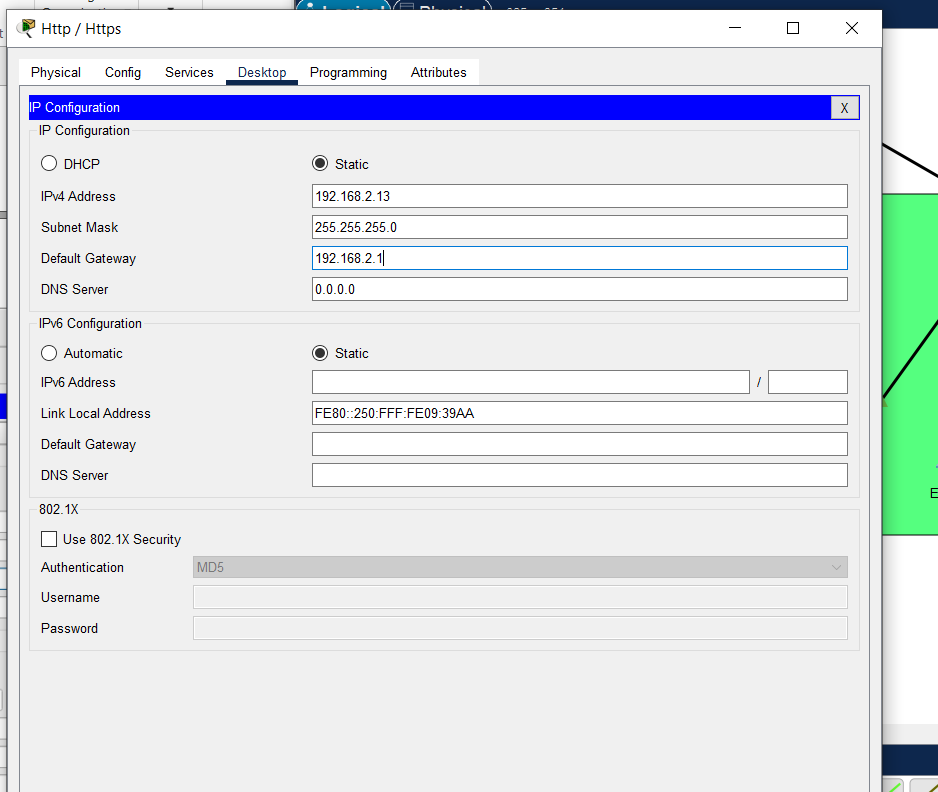 Http / Https
Physical Config Services Desktop Programming Attributes
IP Configuration X
IP Configuration
DHCP Static
IPv4 Address 192.168.2.13
Subnet Mask 255.255.255.0
Default Gateway 192.168.2.1
DNS Server 0.0.0.0
IPv6 Configuration
Automatic Static
IPv6 Address /
Link Local Address FE80::250:FFF:FE09:39AA
Default Gateway
DNS Server
802.1X
Use 802.1X Security
Authentication MD5
Username
Password